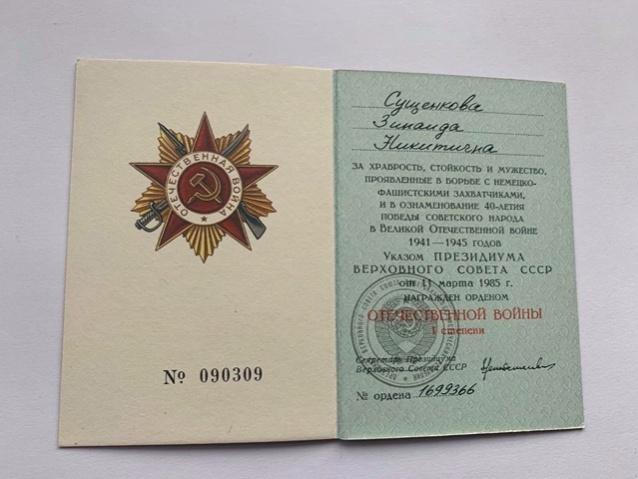 ОТЕЧЕСТВЕННАЯ ВОЙНА
№ 090309
Сущенкова
Зинаида
Никитична
ЗА ХРАБРОСТЬ, СТОЙКОСТЬ И МУЖЕСТВО,
ПРОЯВЛЕННЫЕ В БОРЬБЕ С НЕМЕЦКО-
ФАШИСТСКИМИ ЗАХВАТЧИКАМИ,
И В ОЗНАМЕНОВАНИЕ 40-ЛЕТИЯ
ПОБЕДЫ СОВЕТСКОГО НАРОДА
В ВЕЛИКОЙ ОТЕЧЕСТВЕННОЙ ВОЙНЕ
1941—1945 ГОДОВ
УКАЗОМ ПРЕЗИДИУМА
ВЕРХОВНОГО СОВЕТА СССР
от 11 марта 1985 г.
НАГРАЖДЕН ОРДЕНОМ
ОТЕЧЕСТВЕННОЙ ВОЙНЫ
I степени
Секретарь Президиума
Верховного Совета СССР
№ ордена 1699366